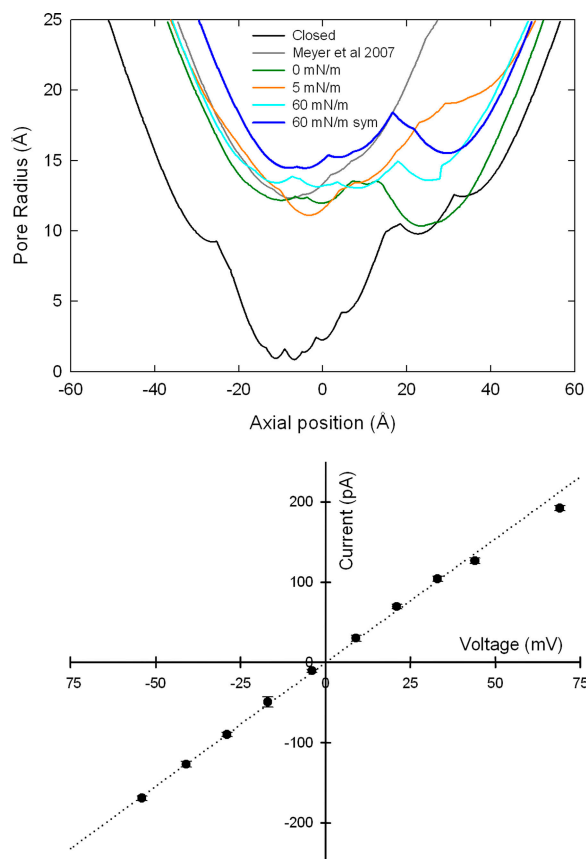 25
20
15
10
5
0
Pore Radius (Å)
Closed
Meyer et al 2007
0 mN/m
5 mN/m
60 mN/m
60 mN/m sym
-60
-40
-20
0
20
40
60
Axial position (Å)
200
100
0
-100
-200
Current (pA)
Voltage (mV)
75
-50
-25
0
25
50
75